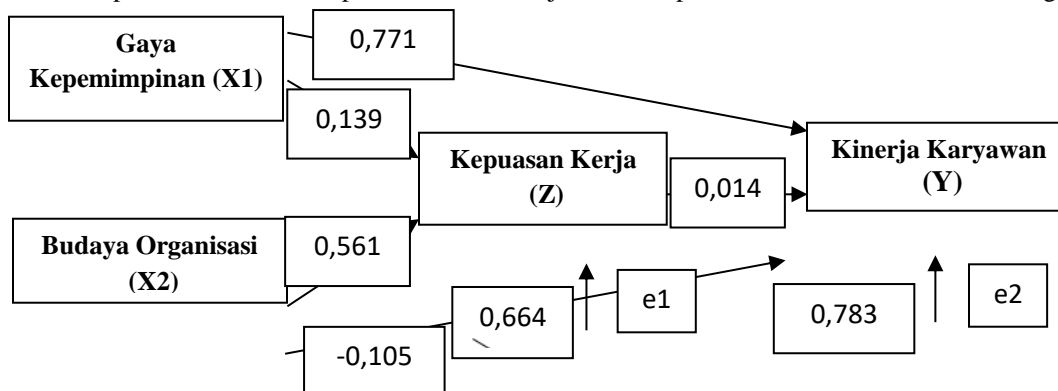 Gaya
Kepemimpinan (X1)
0,771
0,139
Kepuasan Kerja
(Z)
0,014
Kinerja Karyawan
(Y)
Budaya Organisasi
(X2)
0,561
0,664
e1
0,783
e2
-0,105